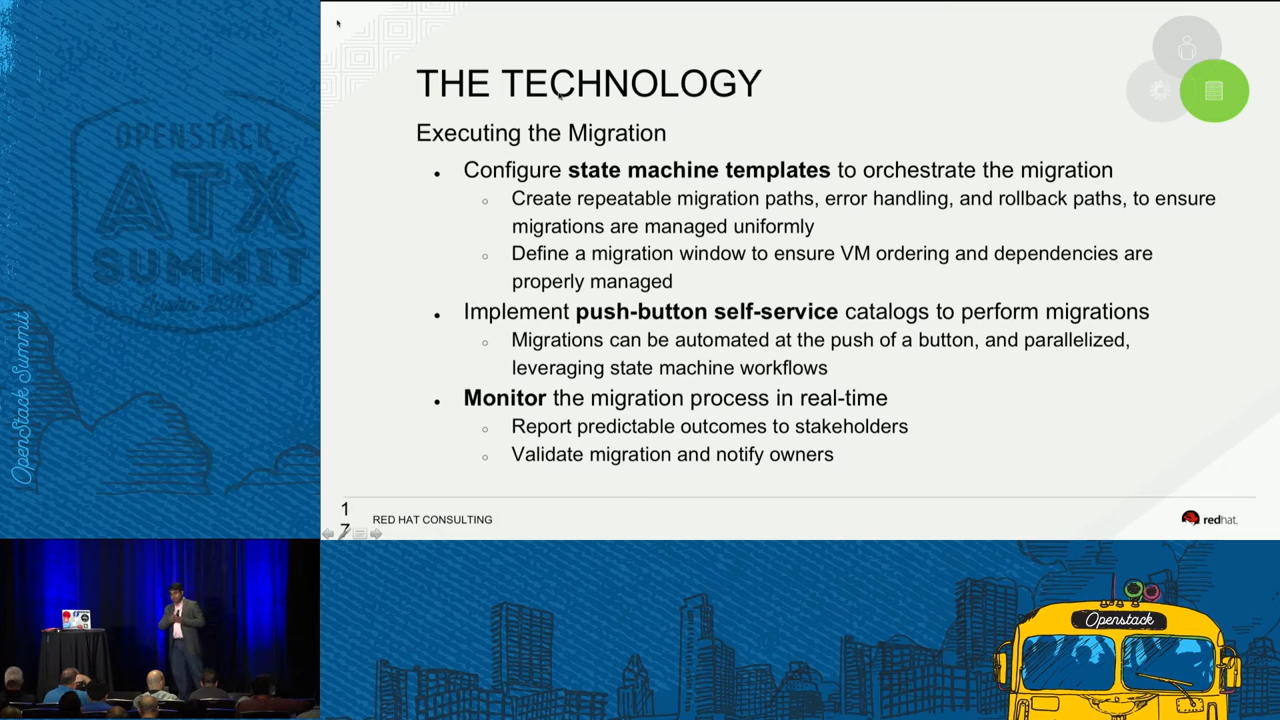 OPENSTACK
ATX
SUMMIT
Austin 2016
OpenStack Summit
THE TECHNOLOGY
Executing the Migration
• Configure state machine templates to orchestrate the migration
○ Create repeatable migration paths, error handling, and rollback paths, to ensure
migrations are managed uniformly
○ Define a migration window to ensure VM ordering and dependencies are
properly managed
• Implement push-button self-service catalogs to perform migrations
○ Migrations can be automated at the push of a button, and parallelized,
leveraging state machine workflows
• Monitor the migration process in real-time
○ Report predictable outcomes to stakeholders
○ Validate migration and notify owners
1
7
RED HAT CONSULTING
redhat.
Openstack